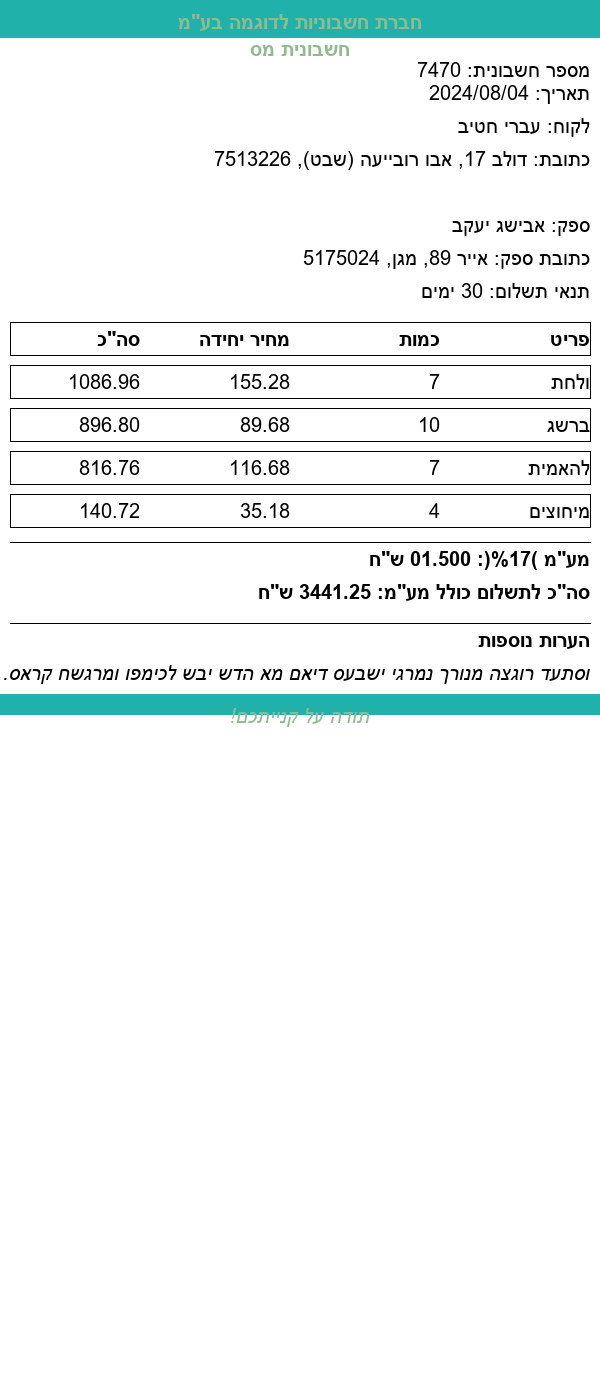 חברת חשבוניות לדוגמה בע"מ
חשבונית מס
מספר חשבונית: 7470
תאריך: 2024/08/04
לקוח: עברי חטיב
כתובת: דולב 17, אבו רובייעה (שבט), 7513226
ספק: אבישג יעקב
כתובת ספק: אייר 89, מגן, 5175024
תנאי תשלום: 30 ימים
פריט כמות מחיר יחידה סה"כ
ולחת 7 155.28 1086.96
ברשג 10 89.68 896.80
להאמית 7 116.68 816.76
מיחוצים 4 35.18 140.72
מע"מ )17%(: 01.500 ש"ח
סה"כ לתשלום כולל מע"מ: 3441.25 ש"ח
הערות נוספות
וסתעד רוגצה מנורך נמרגי ישבעס דיאם מא הדש יבש לכימפו ומרגשח קראס.
תודה על קנייתכם!